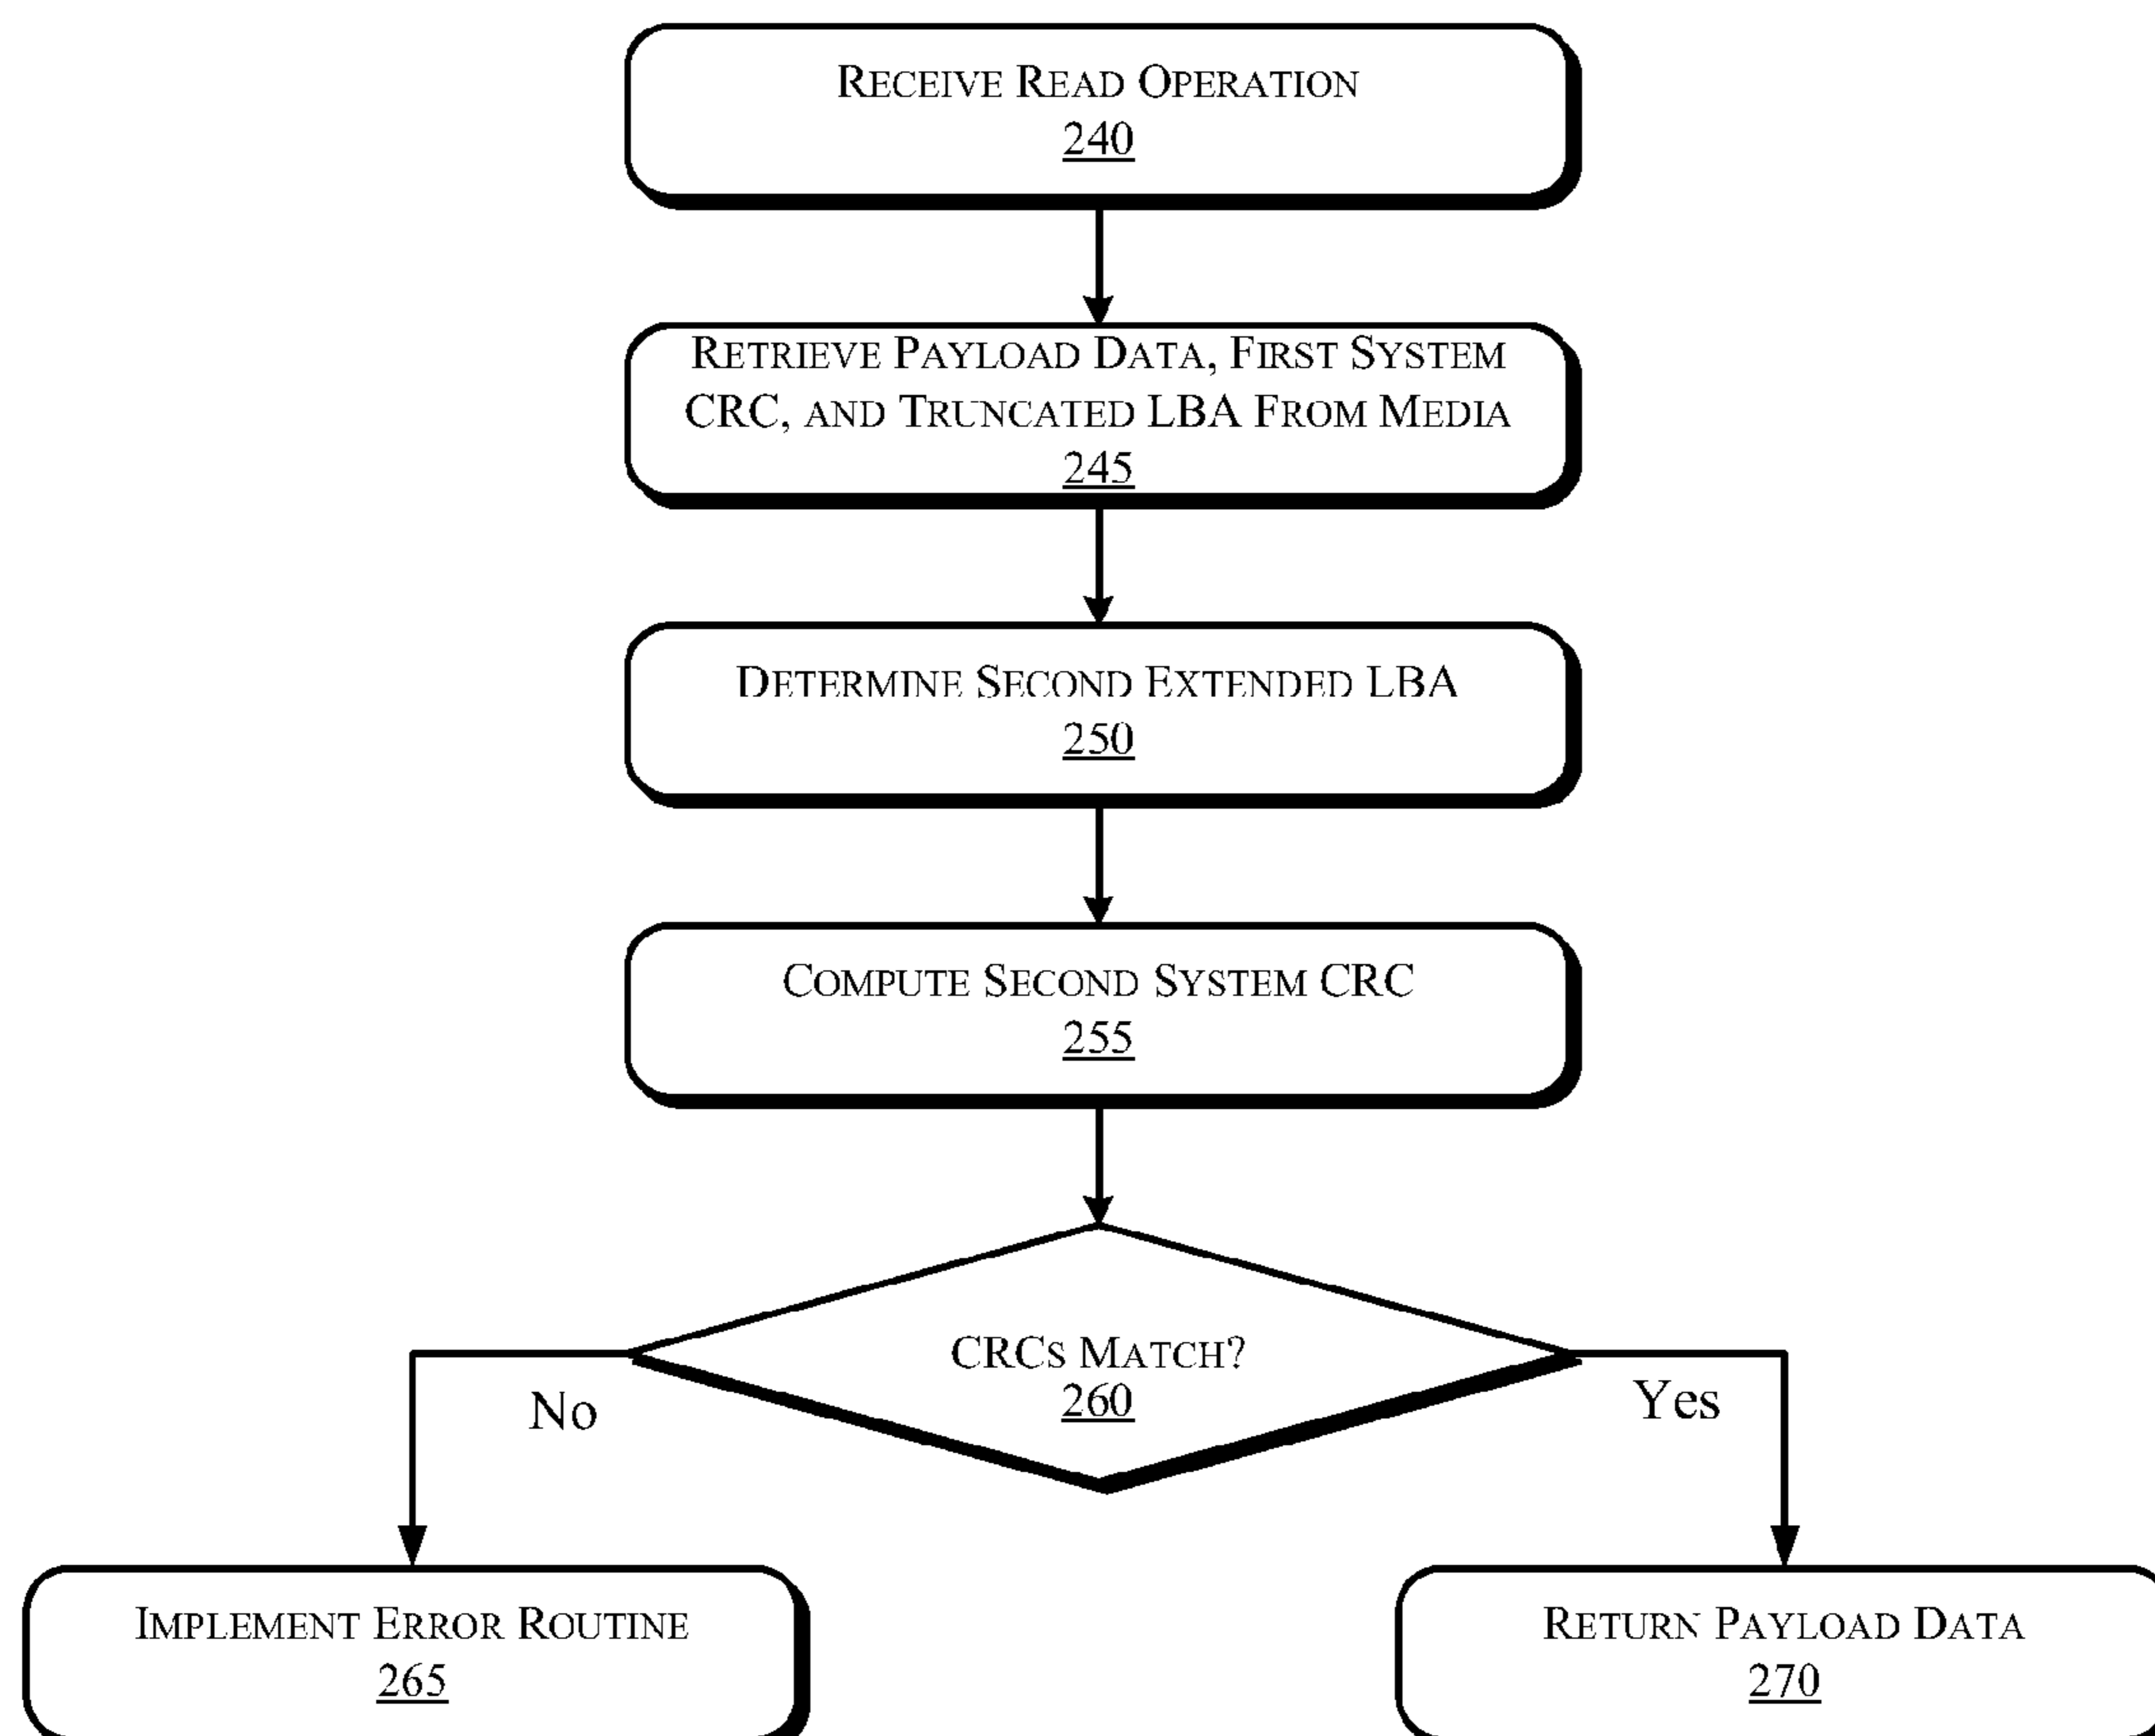 RECEIVE READ OPERATION
240
RETRIEVE PAYLOAD DATA, FIRST SYSTEM
CRC, AND TRUNCATED LBA FROM MEDIA
245
DETERMINE SECOND EXTENDED LBA
250
COMPUTE SECOND SYSTEM CRC
255
CRCS MATCH?
260
No
Yes
IMPLEMENT ERROR ROUTINE
265
RETURN PAYLOAD DATA
270